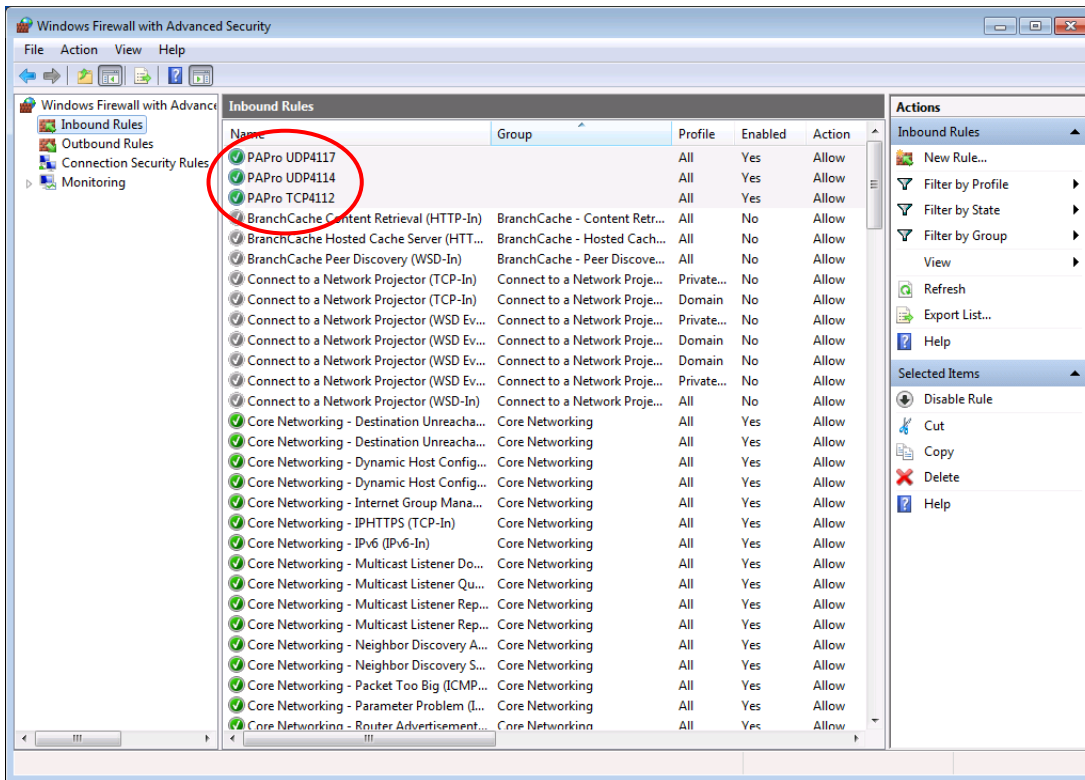 Windows Firewall with Advanced Security
File Action View Help
Windows Firewall with Advance
Inbound Rules
Outbound Rules
Connection Security Rules
Monitoring
Inbound Rules
Name Group Profile Enabled Action
PAPro UDP4117 All Yes Allow
PAPro UDP4114 All Yes Allow
PAPro TCP4112 All Yes Allow
BranchCache Content Retrieval (HTTP-In) BranchCache - Content Retr... All No Allow
BranchCache Hosted Cache Server (HTT... BranchCache - Hosted Cach... All No Allow
BranchCache Peer Discovery (WSD-In) BranchCache - Peer Discove... All No Allow
Connect to a Network Projector (TCP-In) Connect to a Network Proje... Private... No Allow
Connect to a Network Projector (TCP-In) Connect to a Network Proje... Domain No Allow
Connect to a Network Projector (WSD Ev... Connect to a Network Proje... Private... No Allow
Connect to a Network Projector (WSD Ev... Connect to a Network Proje... Domain No Allow
Connect to a Network Projector (WSD Ev... Connect to a Network Proje... Domain No Allow
Connect to a Network Projector (WSD Ev... Connect to a Network Proje... Private... No Allow
Connect to a Network Projector (WSD-In) Connect to a Network Proje... All No Allow
Core Networking - Destination Unreacha... Core Networking All Yes Allow
Core Networking - Destination Unreacha... Core Networking All Yes Allow
Core Networking - Dynamic Host Config... Core Networking All Yes Allow
Core Networking - Dynamic Host Config... Core Networking All Yes Allow
Core Networking - Internet Group Mana... Core Networking All Yes Allow
Core Networking - IPHTTPS (TCP-In) Core Networking All Yes Allow
Core Networking - IPv6 (IPv6-In) Core Networking All Yes Allow
Core Networking - Multicast Listener Do... Core Networking All Yes Allow
Core Networking - Multicast Listener Qu... Core Networking All Yes Allow
Core Networking - Multicast Listener Rep... Core Networking All Yes Allow
Core Networking - Multicast Listener Rep... Core Networking All Yes Allow
Core Networking - Neighbor Discovery A... Core Networking All Yes Allow
Core Networking - Neighbor Discovery S... Core Networking All Yes Allow
Core Networking - Packet Too Big (ICMP... Core Networking All Yes Allow
Core Networking - Parameter Problem (I... Core Networking All Yes Allow
Core Networking - Router Advertisement... Core Networking All Yes Allow
Actions
Inbound Rules
New Rule...
Filter by Profile
Filter by State
Filter by Group
View
Refresh
Export List...
Help
Selected Items
Disable Rule
Cut
Copy
Delete
Help